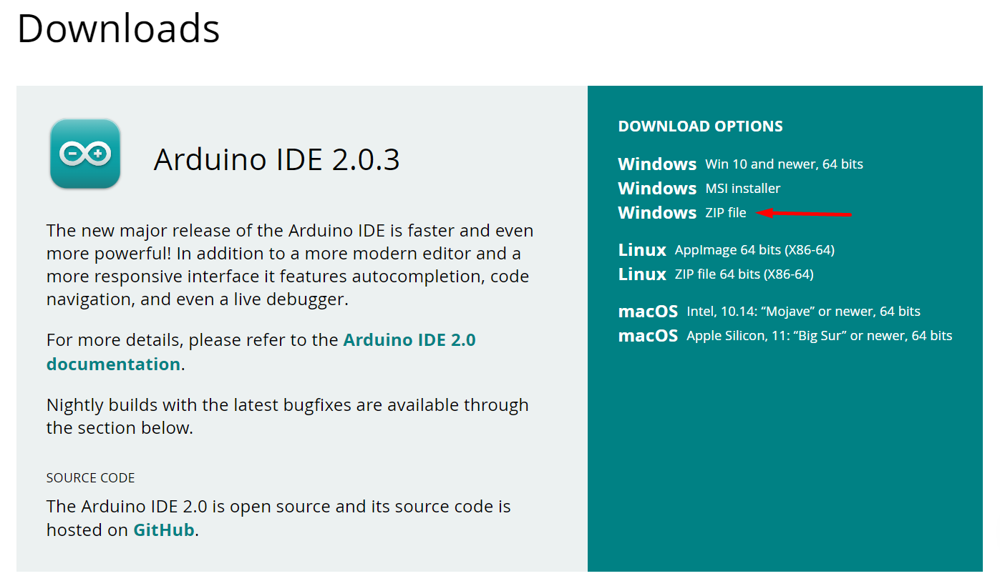 Downloads
Arduino IDE 2.0.3
The new major release of the Arduino IDE is faster and even
more powerful! In addition to a more modern editor and a
more responsive interface it features autocompletion, code
navigation, and even a live debugger.
For more details, please refer to the Arduino IDE 2.0
documentation.
Nightly builds with the latest bugfixes are available through
the section below.
SOURCE CODE
The Arduino IDE 2.0 is open source and its source code is
hosted on GitHub.
DOWNLOAD OPTIONS
Windows Win 10 and newer, 64 bits
Windows MSI installer
Windows ZIP file
Linux AppImage 64 bits (X86-64)
Linux ZIP file 64 bits (X86-64)
macOS Intel, 10.14: “Mojave” or newer, 64 bits
macOS Apple Silicon, 11: “Big Sur” or newer, 64 bits